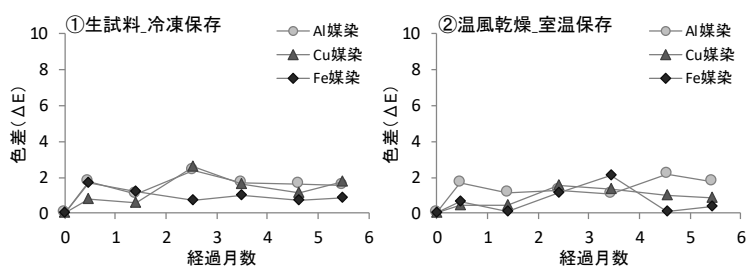 ①生試料_冷凍保存
10
8
6
4
2
0
色差(ΔE)
Al媒染
Cu媒染
Fe媒染
0 1 2 3 4 5 6
経過月数
②温風乾燥_室温保存
10
8
6
4
2
0
色差(ΔE)
Al媒染
Cu媒染
Fe媒染
0 1 2 3 4 5 6
経過月数